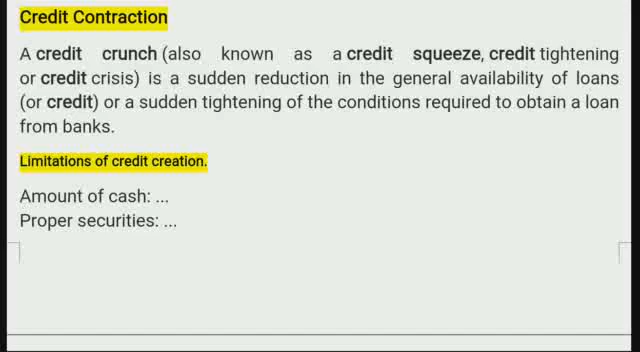 Credit Contraction
A credit crunch (also known as a credit squeeze, credit tightening
or credit crisis) is a sudden reduction in the general availability of loans
(or credit) or a sudden tightening of the conditions required to obtain a loan
from banks.
Limitations of credit creation.
Amount of cash: ...
Proper securities: ...